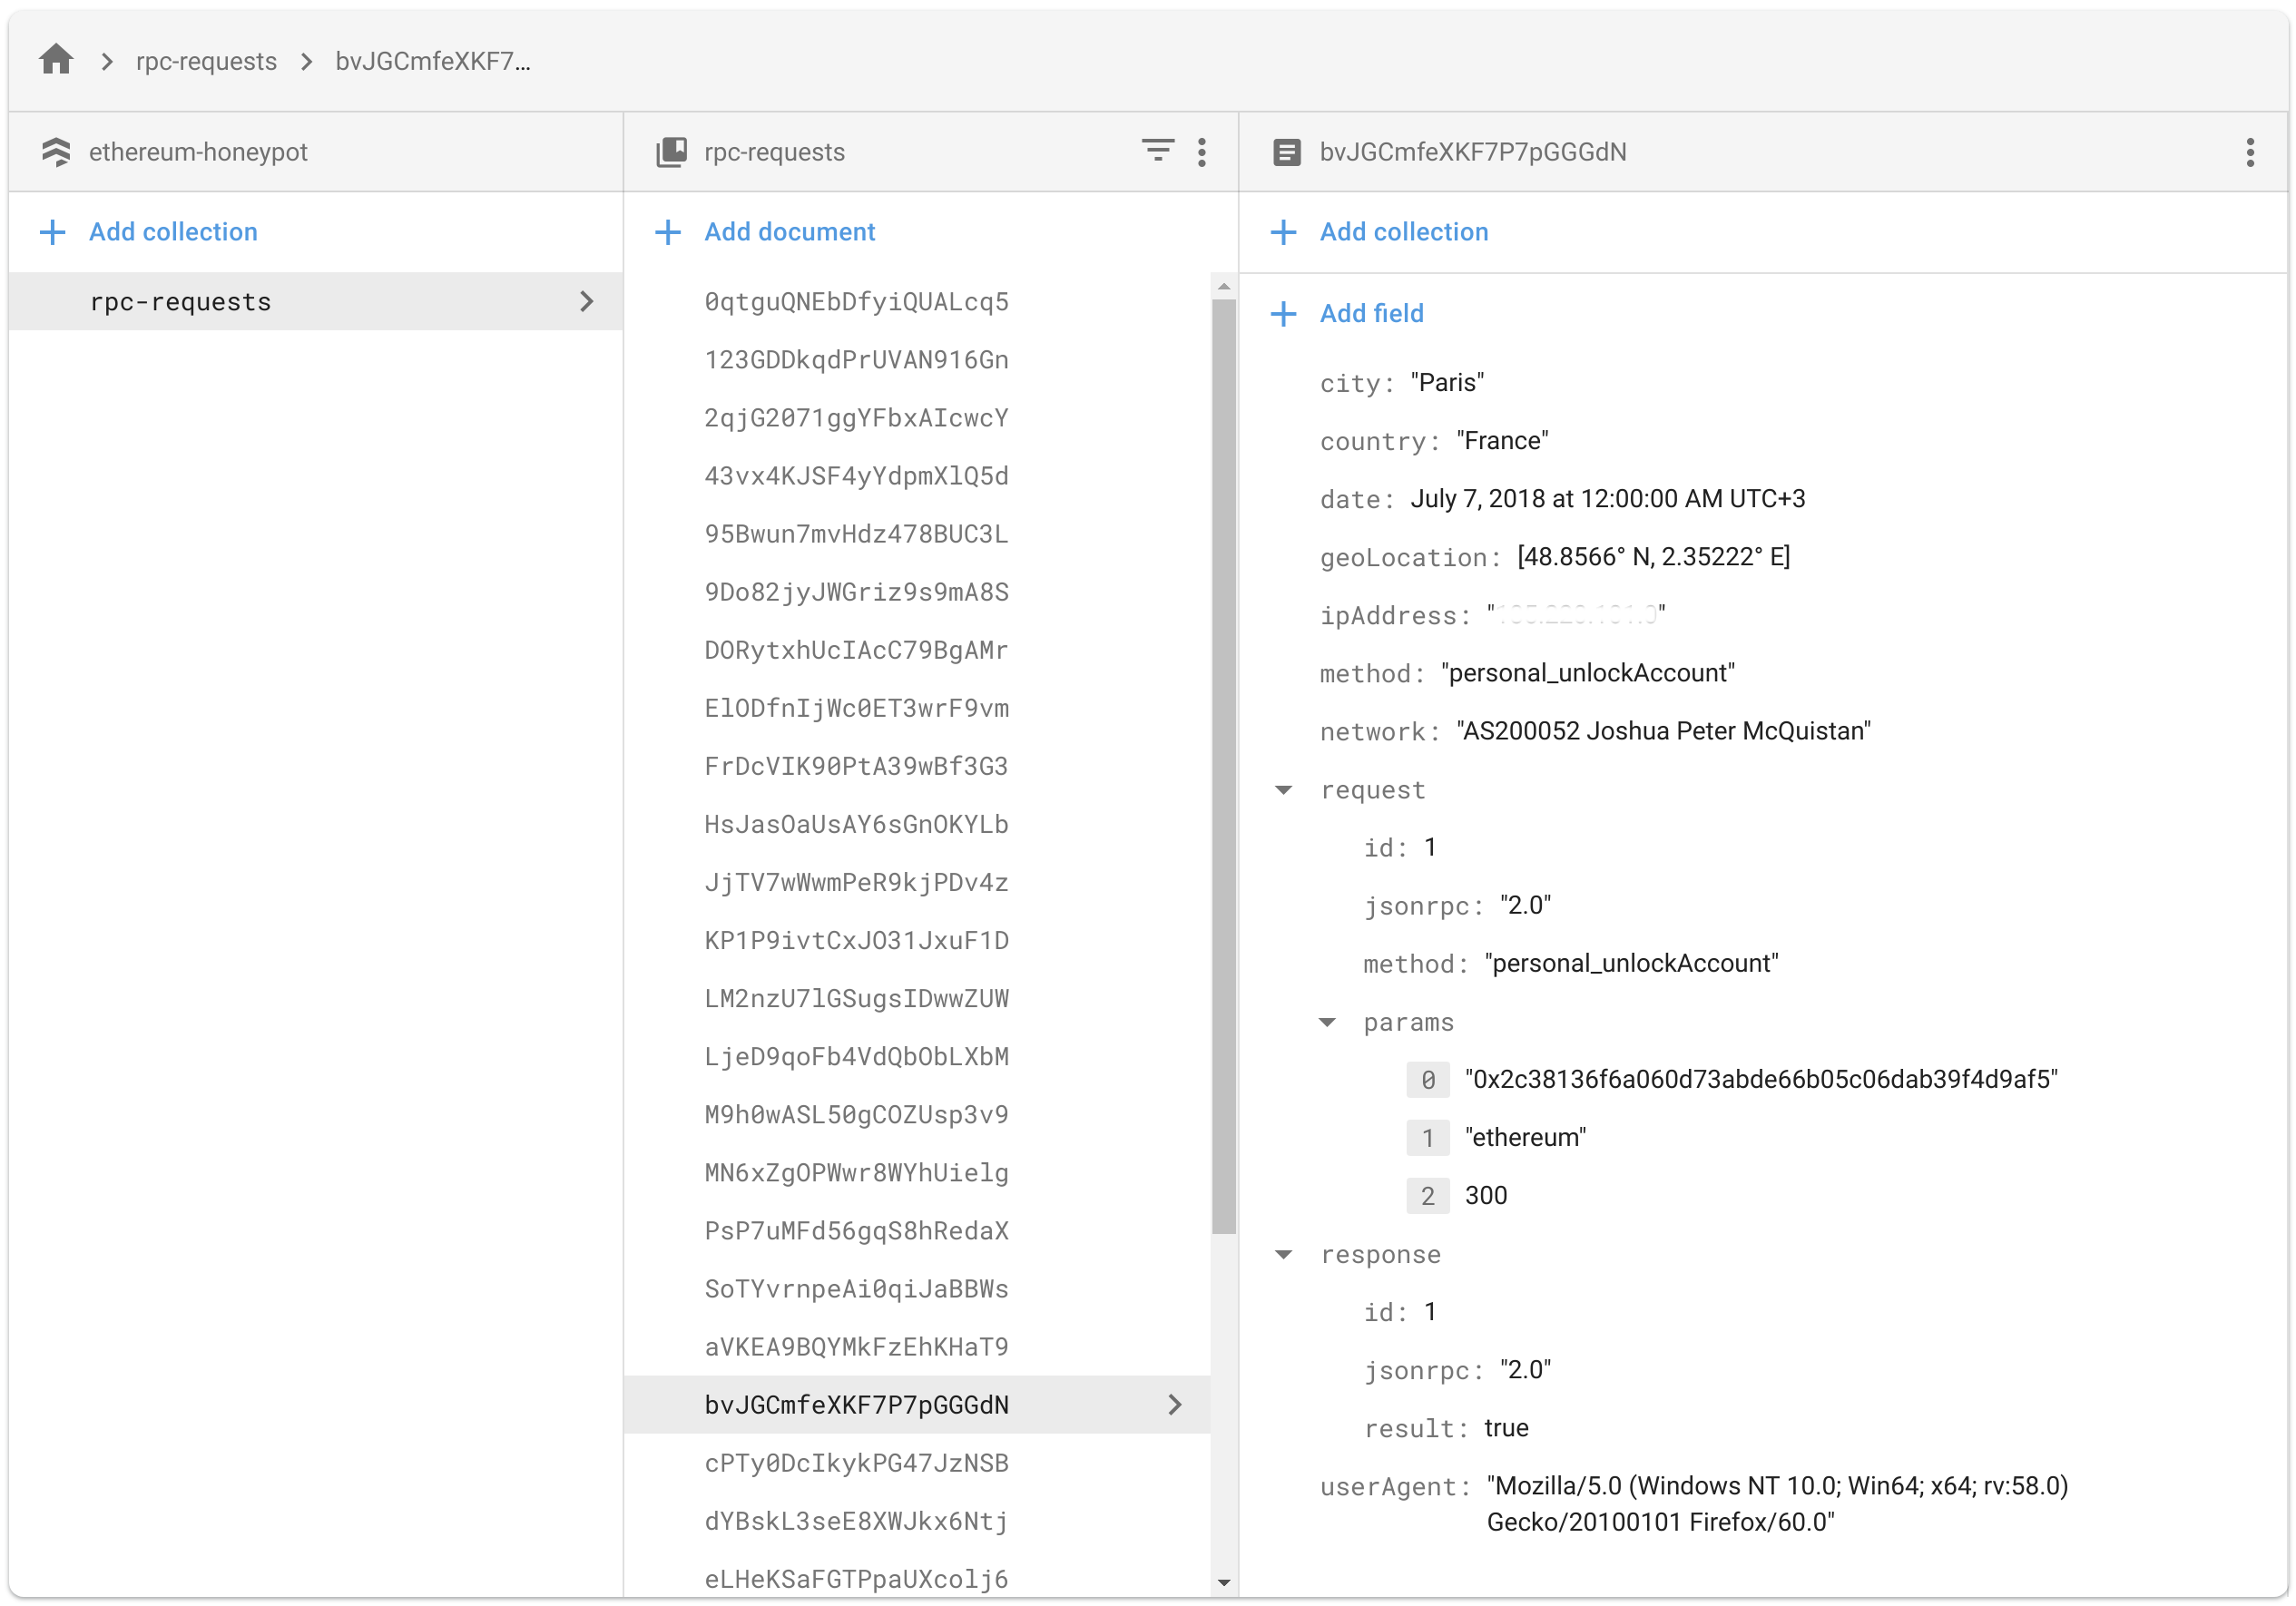 rpc-requests
bvJGCmfeXKF7...
ethereum-honeypot
Add collection
rpc-requests
rpc-requests
Add document
0qtguQNEbDfyiQUALcq5
123GDDkqdPrUVAN916Gn
2qjG2071ggYFbxAIcwcY
43vx4KJSF4yYdpmXlQ5d
95Bwun7mvHdz478BUC3L
9Do82jyJWGriz9s9mA8S
DORytxhUcIAcC79BgAMr
ElODfnIjWc0ET3wrF9vm
FrDcVIK90PtA39wBf3G3
HsJasOaUsAY6sGnOKYLb
JjTV7wWwmPeR9kjPDv4z
KP1P9ivtCxJO31JxuF1D
LM2nzU7lGSugsIDwwZUW
LjeD9qoFb4VdQbObLXbM
M9h0wASL50gCOZUsp3v9
MN6xZgOPWwr8WYhUielg
PsP7uMFd56gqS8hRedaX
SoTYvrnpeAi0qiJaBBWs
aVKEA9BQYMkFzEhKHaT9
bvJGCmfeXKF7P7pGGGdN
cPTy0DcIkykPG47JzNSB
dYBskL3seE8XWJkx6Ntj
eLHeKSaFGTPpaUXcolj6
bvJGCmfeXKF7P7pGGGdN
Add collection
Add field
city: "Paris"
country: "France"
date: July 7, 2018 at 12:00:00 AM UTC+3
geoLocation: [48.8566° N, 2.35222° E]
ipAddress:
method: "personal_unlockAccount"
network: "AS200052 Joshua Peter McQuistan"
request
id: 1
jsonrpc: "2.0"
method: "personal_unlockAccount"
params
0 "0x2c38136f6a060d73abde66b05c06dab39f4d9af5"
1 "ethereum"
2 300
response
id: 1
jsonrpc: "2.0"
result: true
userAgent: "Mozilla/5.0 (Windows NT 10.0; Win64; x64; rv:58.0)
Gecko/20100101 Firefox/60.0"